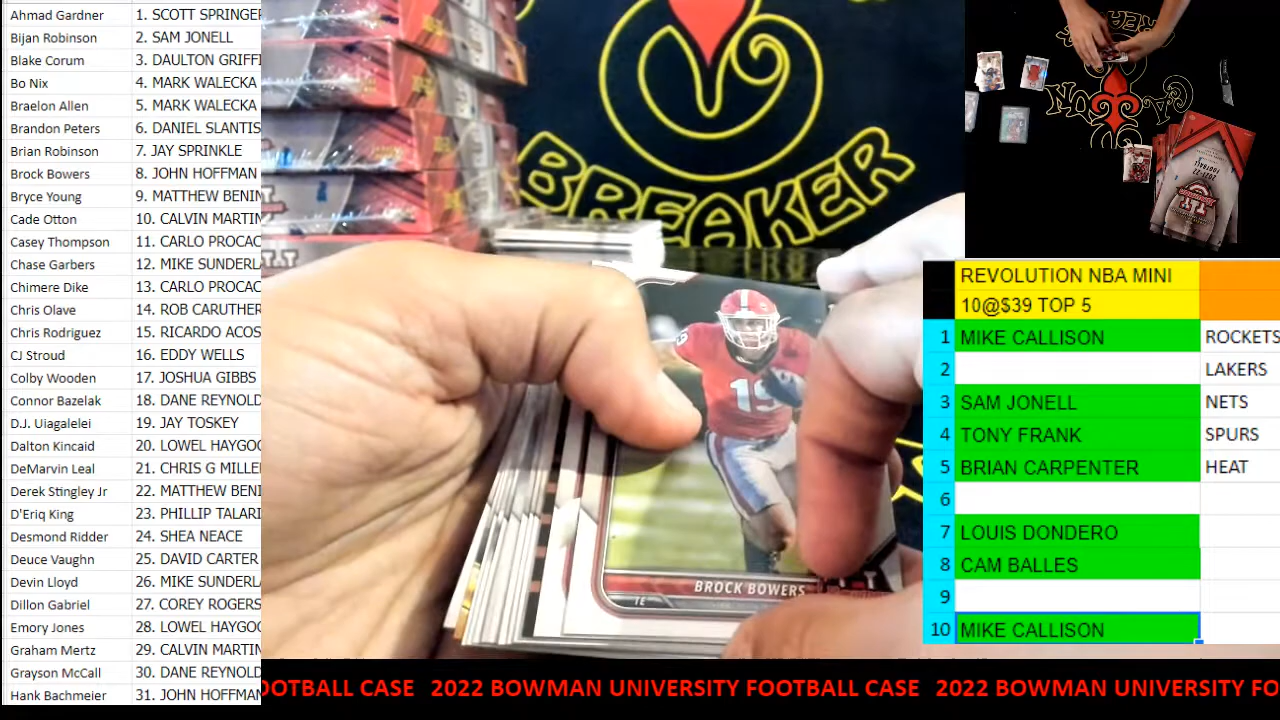 Ahmad Gardner 1. SCOTT SPRINGER
Bijan Robinson 2. SAM JONELL
Blake Corum 3. DAULTON GRIFFI
Bo Nix 4. MARK WALECKA
Braelon Allen 5. MARK WALECKA
Brandon Peters 6. DANIEL SLANTIS
Brian Robinson 7. JAY SPRINKLE
Brock Bowers 8. JOHN HOFFMAN
Bryce Young 9. MATTHEW BENIN
Cade Otton 10. CALVIN MARTIN
Casey Thompson 11. CARLO PROCAC
Chase Garbers 12. MIKE SUNDERL
Chimere Dike 13. CARLO PROCAC
Chris Olave 14. ROB CARUTHER
Chris Rodriguez 15. RICARDO ACOS
CJ Stroud 16. EDDY WELLS
Colby Wooden 17. JOSHUA GIBBS
Connor Bazelak 18. DANE REYNOLD
D.J. Uiagalelei 19. JAY TOSKEY
Dalton Kincaid 20. LOWEL HAYGOO
DeMarvin Leal 21. CHRIS G MILLE
Derek Stingley Jr 22. MATTHEW BENI
D'Eriq King 23. PHILLIP TALARI
Desmond Ridder 24. SHEA NEACE
Deuce Vaughn 25. DAVID CARTER
Devin Lloyd 26. MIKE SUNDERL
Dillon Gabriel 27. COREY ROGERS
Emory Jones 28. LOWEL HAYGOO
Graham Mertz 29. CALVIN MARTIN
Grayson McCall 30. DANE REYNOLD
Hank Bachmeier 31. JOHN HOFFMAN
BREAKER
19
BROCK BOWERS
TE
REVOLUTION NBA MINI
10@$39 TOP 5
1 MIKE CALLISON ROCKETS
2 LAKERS
3 SAM JONELL NETS
4 TONY FRANK SPURS
5 BRIAN CARPENTER HEAT
6
7 LOUIS DONDERO
8 CAM BALLES
9
10 MIKE CALLISON
OOTBALL CASE 2022 BOWMAN UNIVERSITY FOOTBALL CASE 2022 BOWMAN UNIVERSITY FO